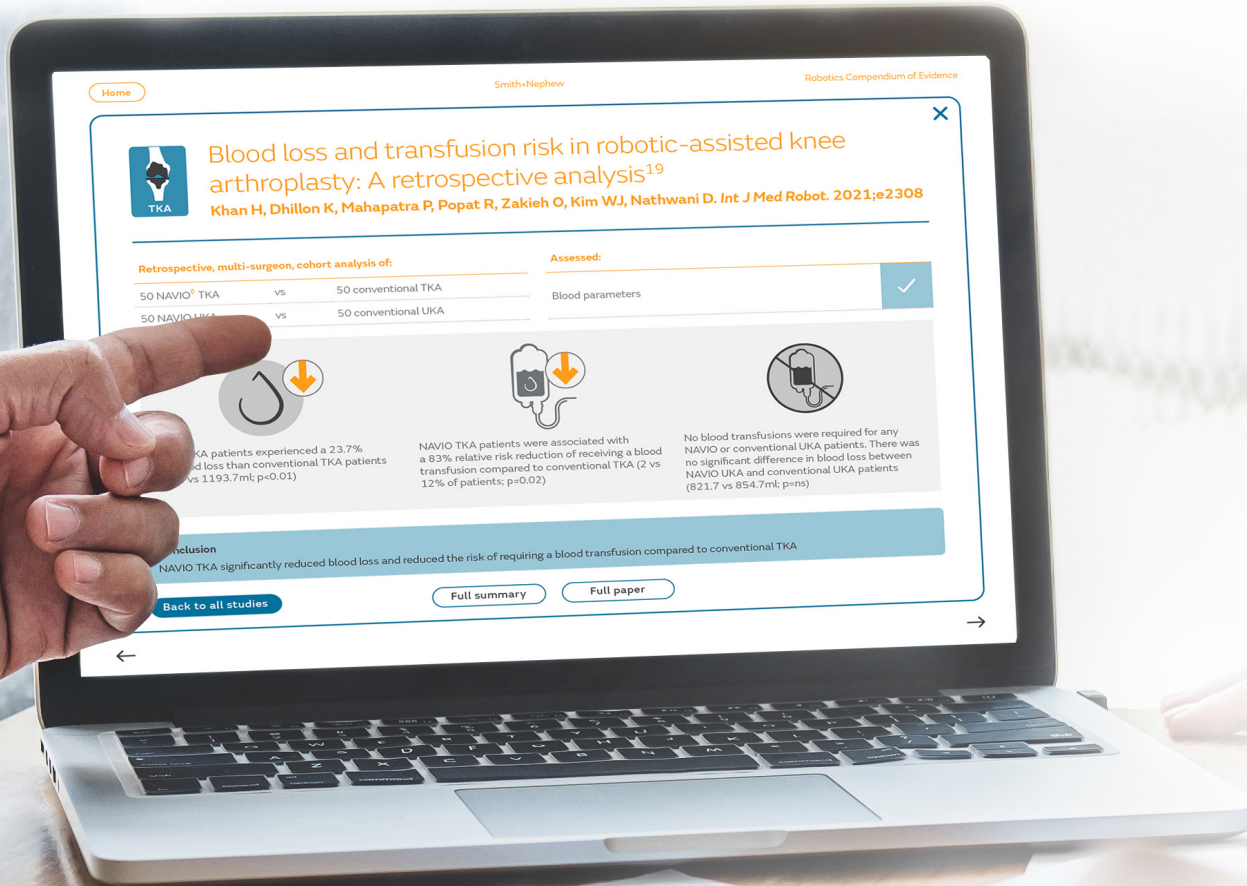 Home
Smith+Nephew
Robotics Compendium of Evidence
TKA
Blood loss and transfusion risk in robotic-assisted knee
arthroplasty: A retrospective analysis19
Khan H, Dhillon K, Mahapatra P, Popat R, Zakieh O, Kim WJ, Nathwani D. Int J Med Robot. 2021;e2308
Retrospective, multi-surgeon, cohort analysis of:
50 NAVIO◊ TKA vs 50 conventional TKA
50 NAVIO UKA vs 50 conventional UKA
Assessed:
Blood parameters
KA patients experienced a 23.7%
d loss than conventional TKA patients
vs 1193.7ml; p<0.01)
NAVIO TKA patients were associated with
a 83% relative risk reduction of receiving a blood
transfusion compared to conventional TKA (2 vs
12% of patients; p=0.02)
No blood transfusions were required for any
NAVIO or conventional UKA patients. There was
no significant difference in blood loss between
NAVIO UKA and conventional UKA patients
(821.7 vs 854.7ml; p=ns)
nclusion
NAVIO TKA significantly reduced blood loss and reduced the risk of requiring a blood transfusion compared to conventional TKA
Back to all studies
Full summary
Full paper